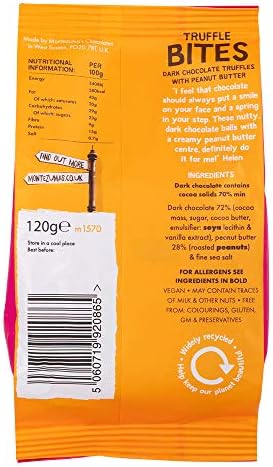 Made by Montezuma's Chocolates
in West Sussex, PO20 7BT U.K
NUTRITIONAL
INFORMATION:
PER
100g
Energy
Fat
Of which: saturates
Carbohydrates
Of which: sugars
Fibre
Protein
Salt
FIND OUT MORE
MONTEZUMAS.CO.UK
120g℮ m1570
Store in a cool place
Best before:
5 060719 920865 >
TRUFFLE
BITES
DARK CHOCOLATE TRUFFLES
WITH PEANUT BUTTER
"I feel that chocolate
should always put a smile
on your face and a spring
in your step. These nutty
dark chocolate balls with
a creamy peanut butter
centre, definitely do
it for me!" Helen
INGREDIENTS
Dark chocolate contains
cocoa solids 70% min
Dark chocolate 72% (cocoa
mass, sugar, cocoa butter,
emulsifier: soya lecithin &
vanilla extract), peanut butter
28% (roasted peanuts)
& fine sea salt
FOR ALLERGENS SEE
INGREDIENTS IN BOLD
VEGAN • MAY CONTAIN TRACES
OF MILK & OTHER NUTS • FREE
FROM: COLOURINGS, GLUTEN,
GM & PRESERVATIVES
Widely recycled
Help keep our planet beautiful